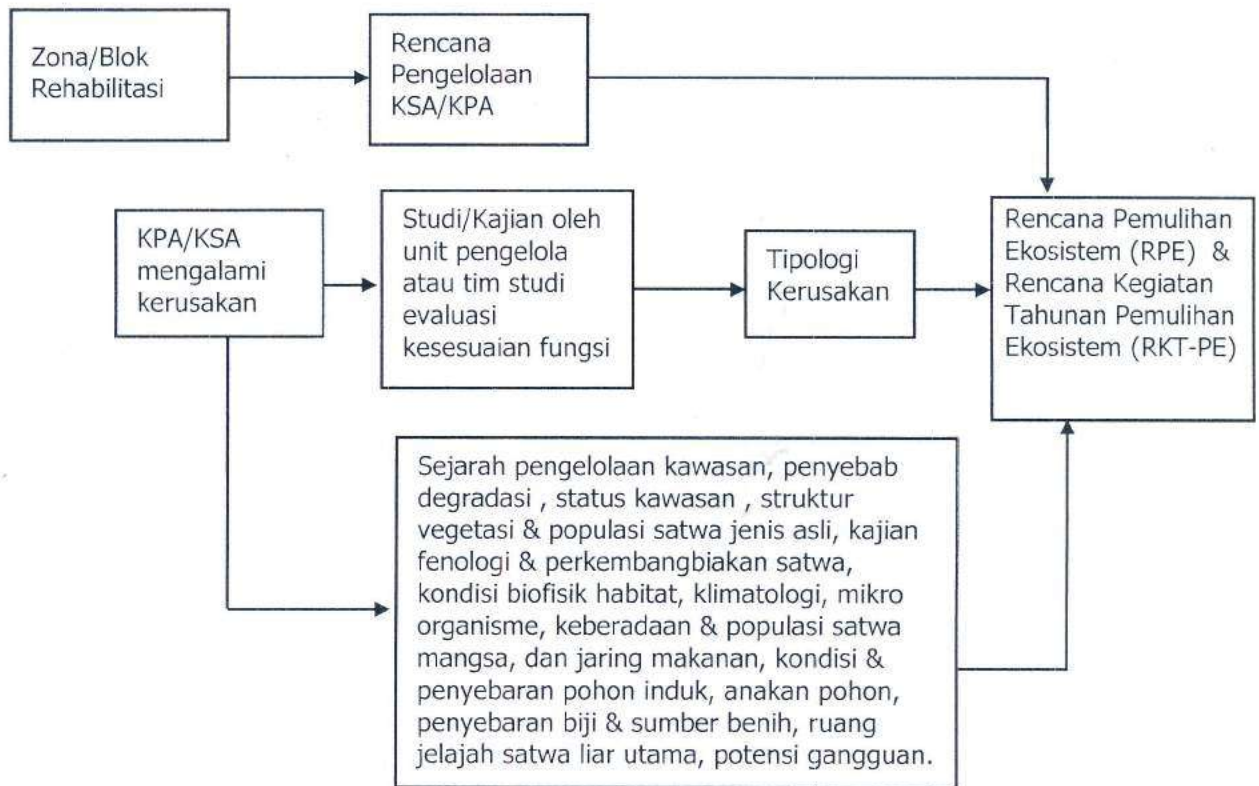 Zona/Blok
Rehabilitasi
Rencana
Pengelolaan
KSA/KPA
KPA/KSA
mengalami
kerusakan
Studi/Kajian oleh
unit pengelola
atau tim studi
evaluasi
kesesuaian fungsi
Tipologi
Kerusakan
Rencana Pemulihan
Ekosistem (RPE) &
Rencana Kegiatan
Tahunan Pemulihan
Ekosistem (RKT-PE)
Sejarah pengelolaan kawasan, penyebab
degradasi , status kawasan , struktur
vegetasi & populasi satwa jenis asli, kajian
fenologi & perkembangbiakan satwa,
kondisi biofisik habitat, klimatologi, mikro
organisme, keberadaan & populasi satwa
mangsa, dan jaring makanan, kondisi &
penyebaran pohon induk, anakan pohon,
penyebaran biji & sumber benih, ruang
jelajah satwa liar utama, potensi gangguan.